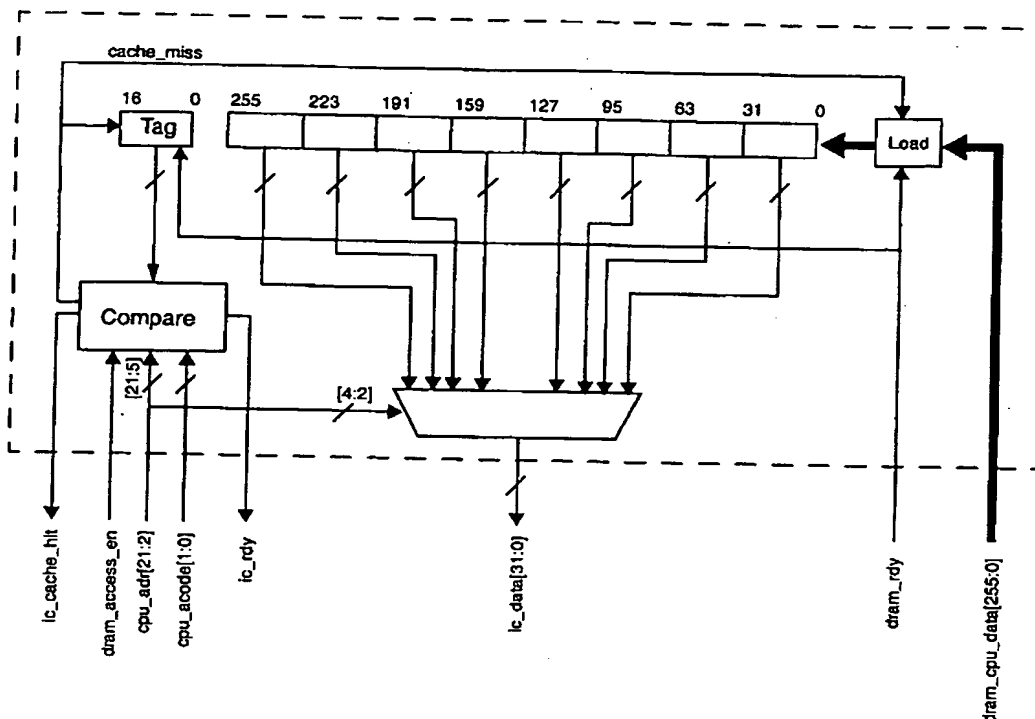 cache_miss
16 0 255 223 191 159 127 95 63 31 0
Tag
Load
Compare
[21:5]
[4:2]
ic_cache_hit
dram_access_en
cpu_adr[21:2]
cpu_acode[1:0]
ic_rdy
ic_data[31:0]
dram_rdy
dram_cpu_data[255:0]